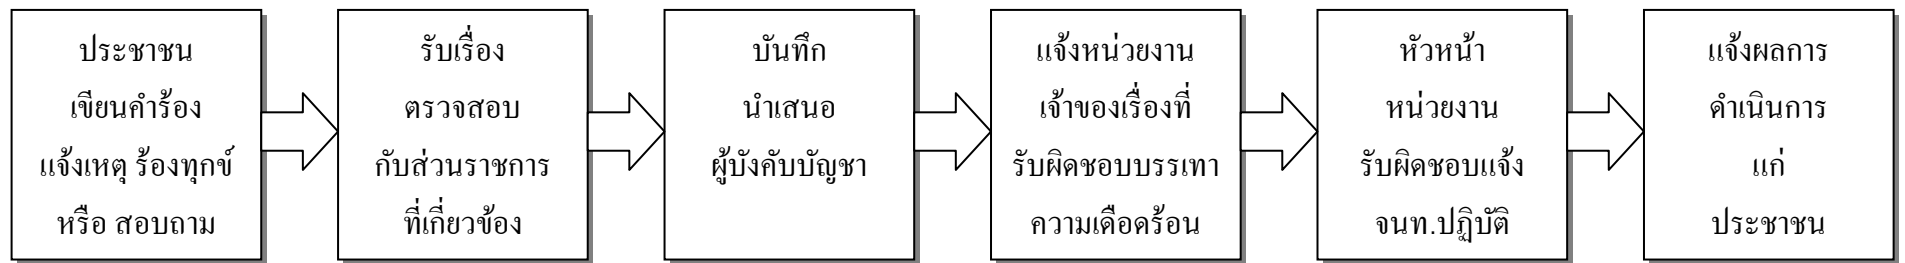 ประชาชน
เขียนคำร้อง
แจ้งเหตุ ร้องทุกข์
หรือ สอบถาม
รับเรื่อง
ตรวจสอบ
กับส่วนราชการ
ที่เกี่ยวข้อง
บันทึก
นำเสนอ
ผู้บังคับบัญชา
แจ้งหน่วยงาน
เจ้าของเรื่องที่
รับผิดชอบบรรเทา
ความเดือดร้อน
หัวหน้า
หน่วยงาน
รับผิดชอบแจ้ง
จนท.ปฏิบัติ
แจ้งผลการ
ดำเนินการ
แก่
ประชาชน